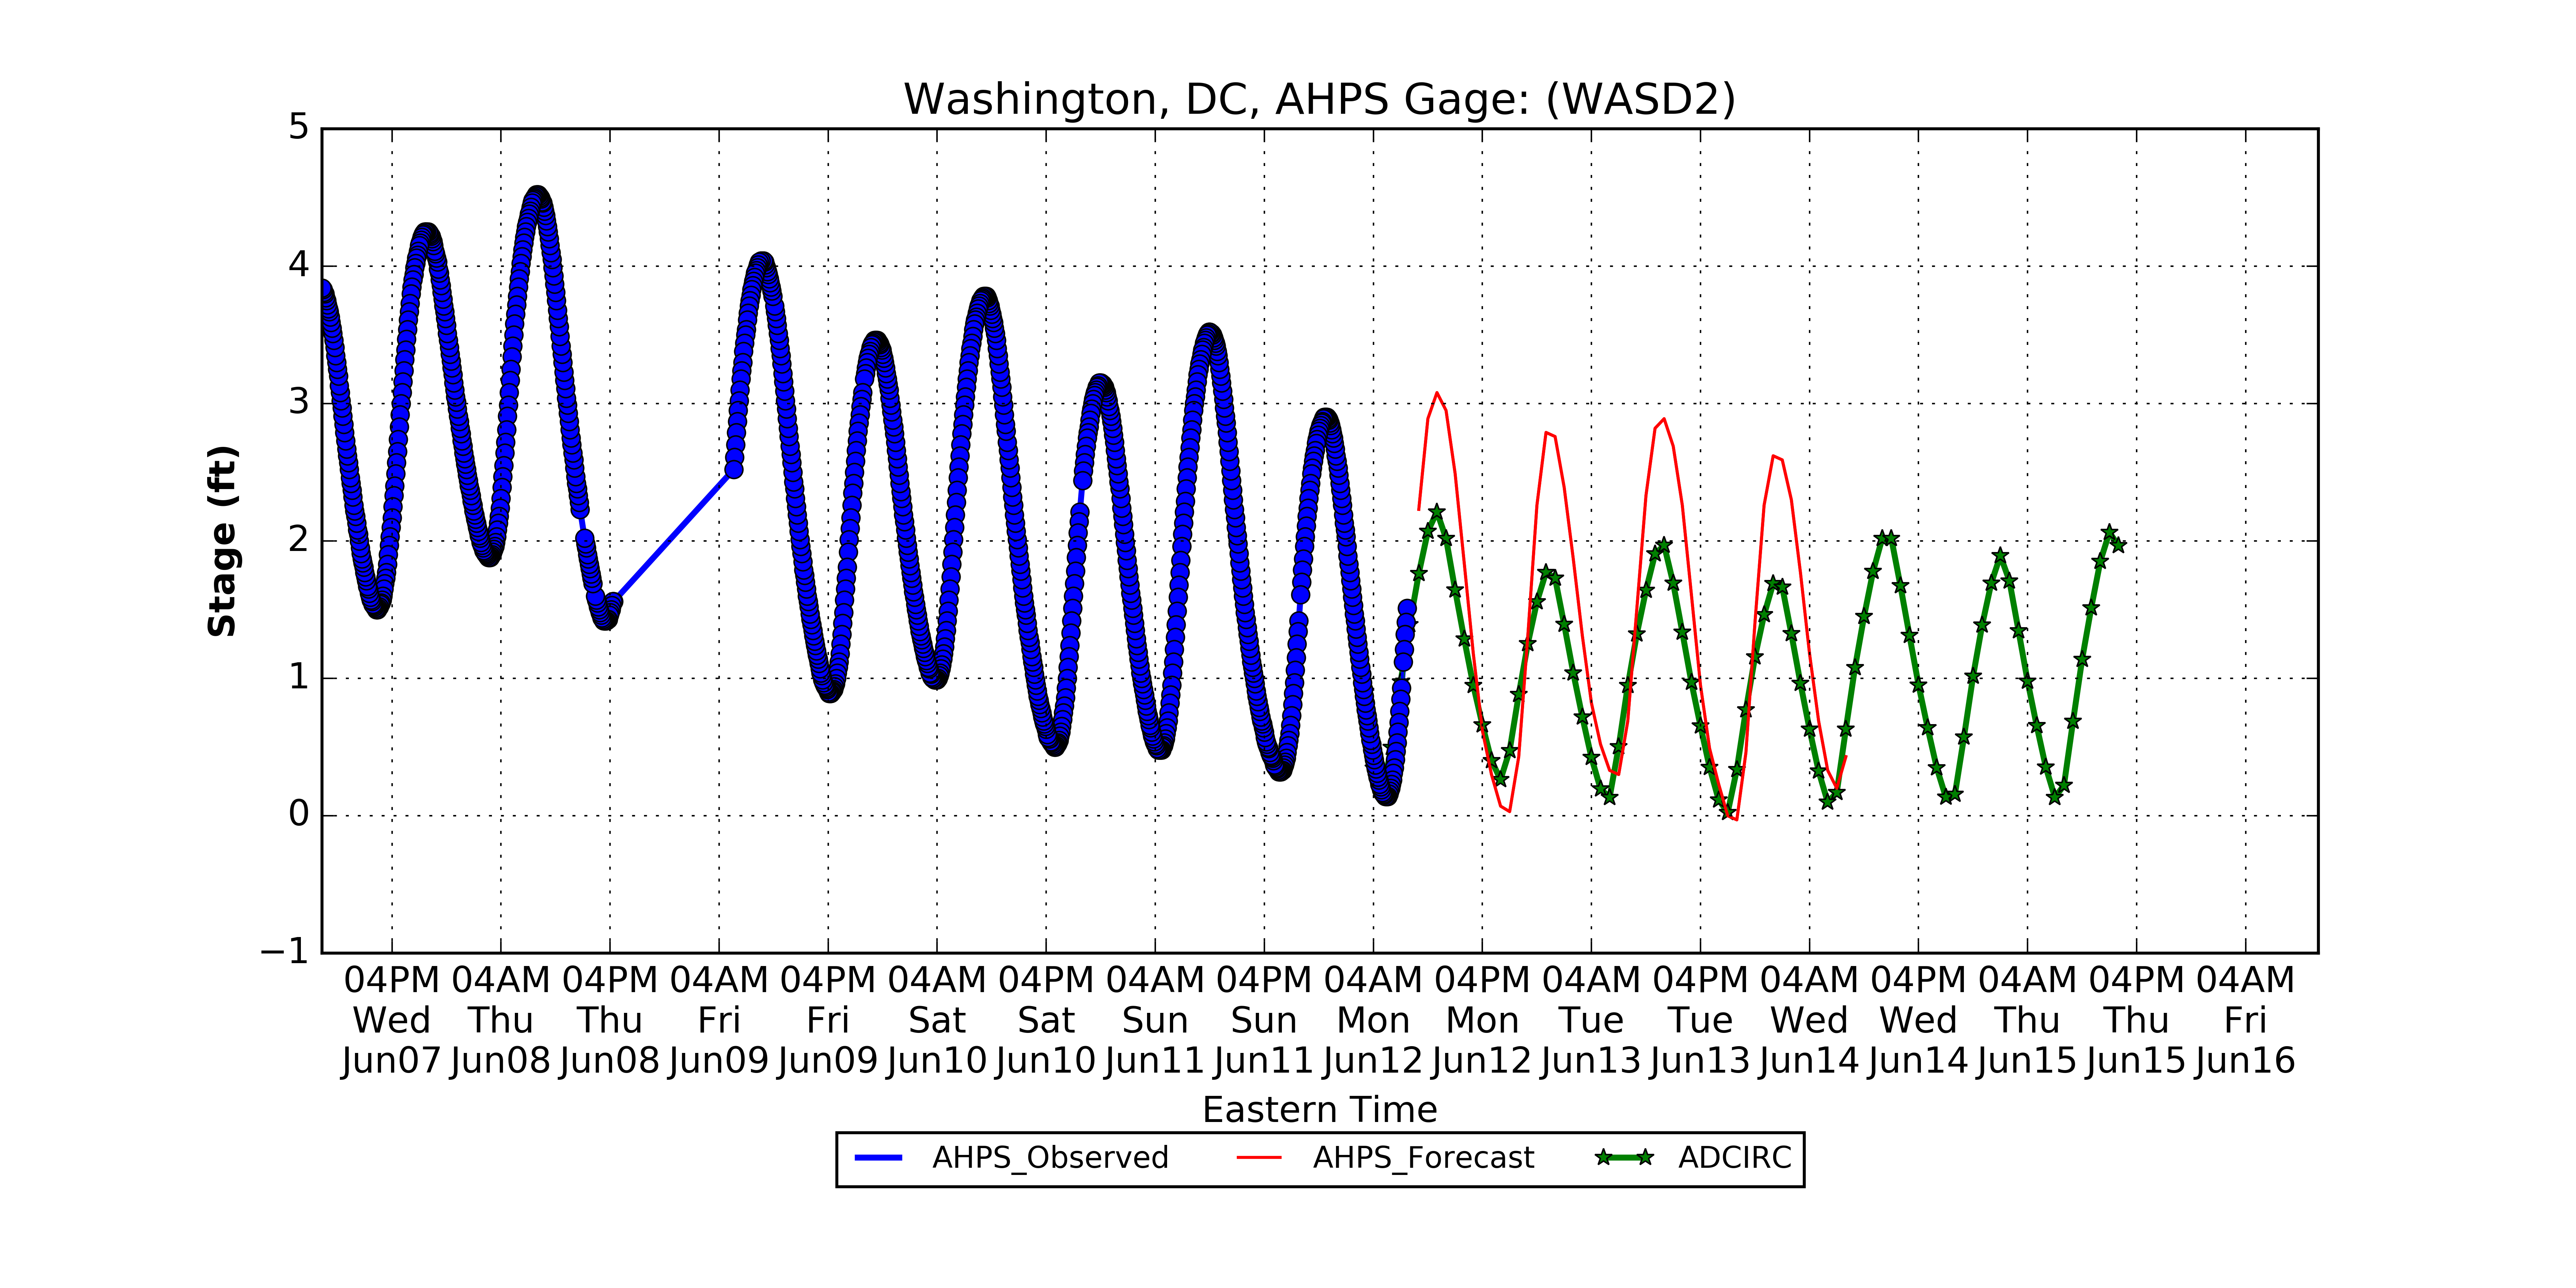 Washington, DC, AHPS Gage: (WASD2)
5
4
3
2
1
0
−1
Stage (ft)
04PM 04AM 04PM 04AM 04PM 04AM 04PM 04AM 04PM 04AM 04PM 04AM 04PM 04AM 04PM 04AM 04PM 04AM
Wed Thu Thu Fri Fri Sat Sat Sun Sun Mon Mon Tue Tue Wed Wed Thu Thu Fri
Jun07 Jun08 Jun08 Jun09 Jun09 Jun10 Jun10 Jun11 Jun11 Jun12 Jun12 Jun13 Jun13 Jun14 Jun14 Jun15 Jun15 Jun16
Eastern Time
AHPS_Observed AHPS_Forecast ADCIRC